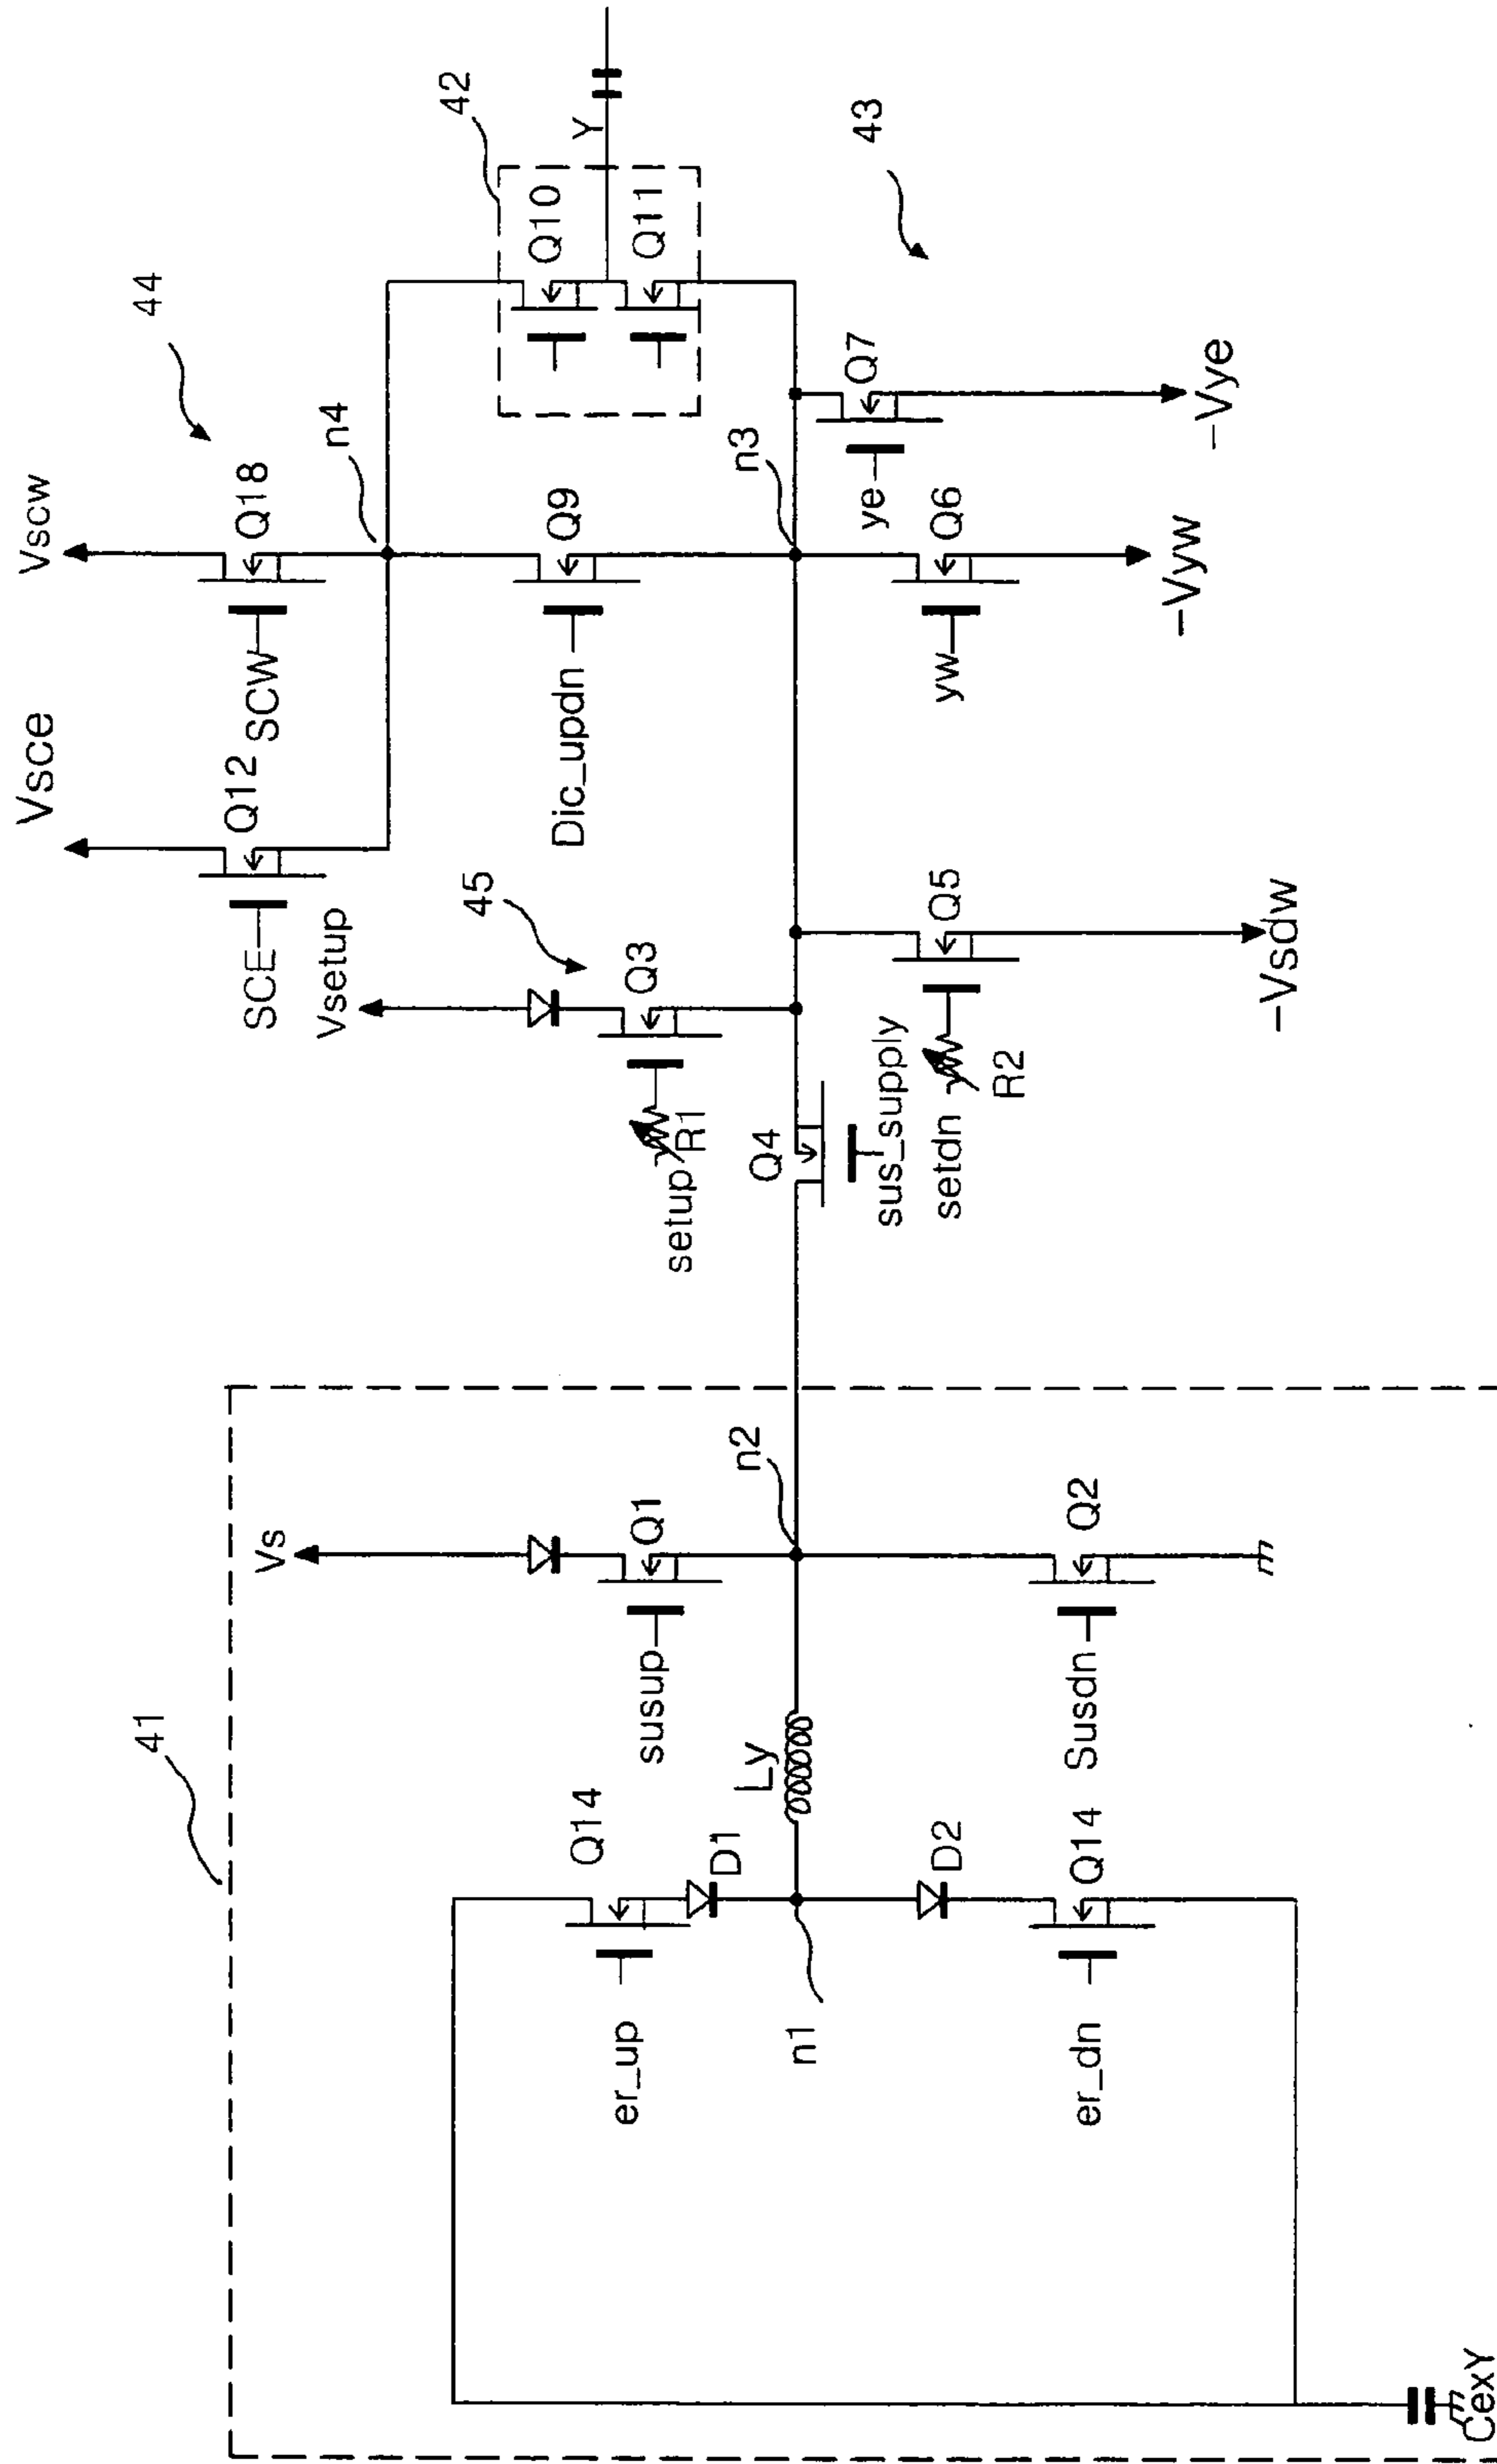 Vsce
Vscw
44
Q12
Q18
SCE
SCW
n4
42
Vsetup
45
Q3
setup
R1
Dic_updn
Q9
Q10
Q11
Y
n3
43
Q4
sus_supply
setdn
R2
Q5
-Vsdw
yw
Q6
-Vyw
ye
Q7
-Vye
41
Vs
susup
Q1
n2
Q14
D1
er_up
Ly
n1
D2
Q14
er_dn
Susdn
Q2
CexY